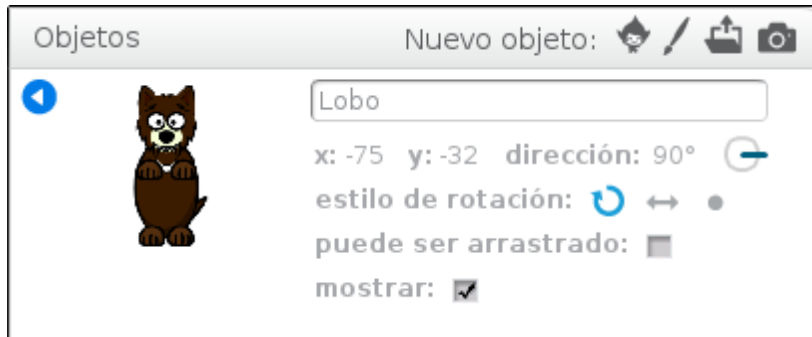 Objetos Nuevo objeto:
Lobo
x: -75 y: -32 dirección: 90°
estilo de rotación:
puede ser arrastrado:
mostrar: